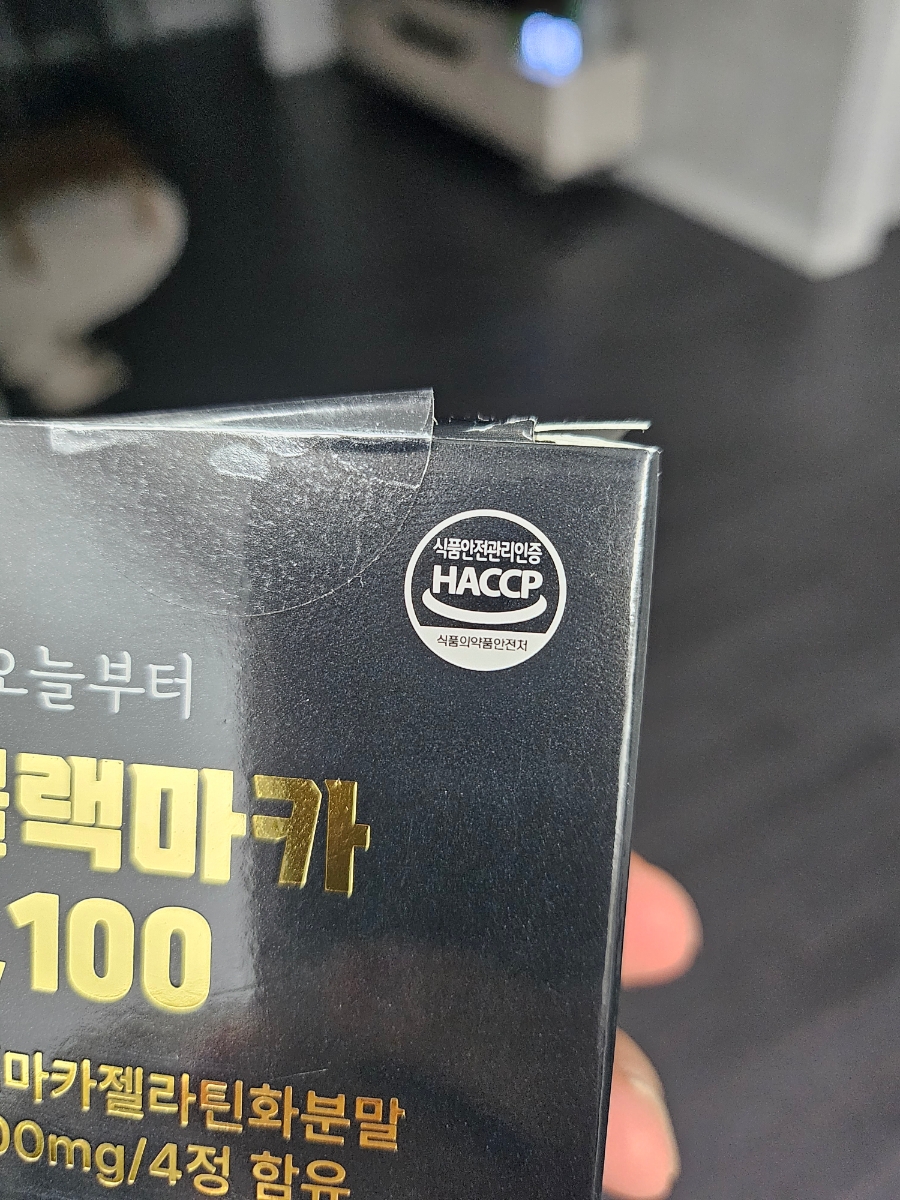 식품안전관리인증
HACCP
식품의약품안전처
오늘부터
블랙마카
,100
마카젤라틴화분말
00mg/4정 함유